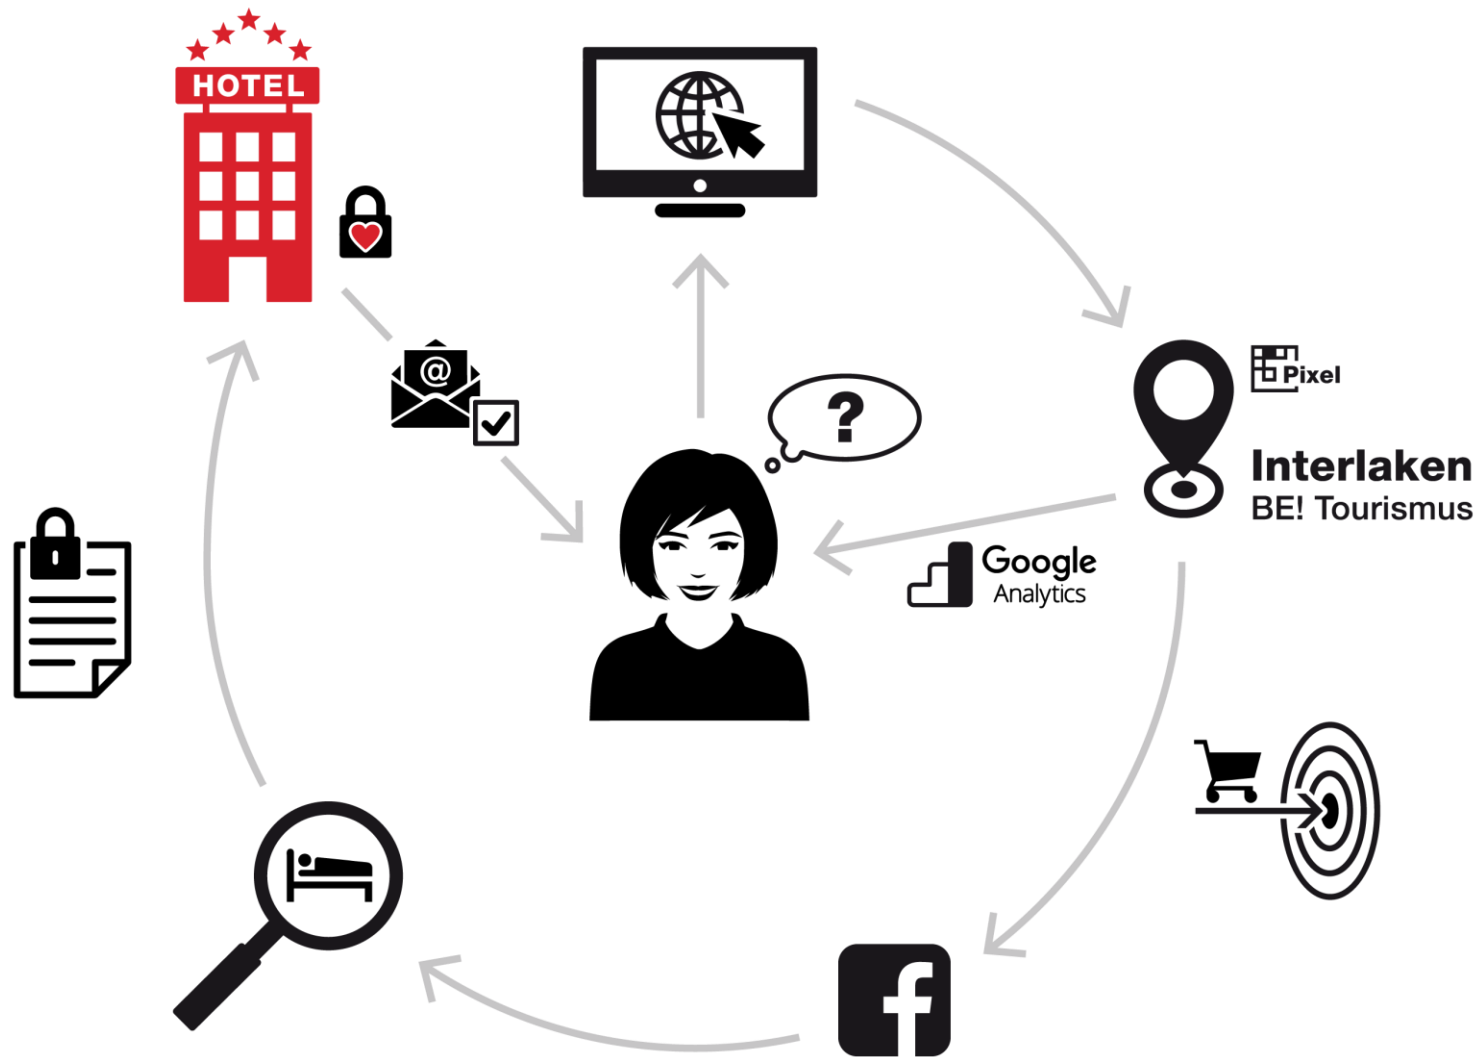 HOTEL
@
?
Pixel
Interlaken
BE! Tourismus
Google
Analytics
f